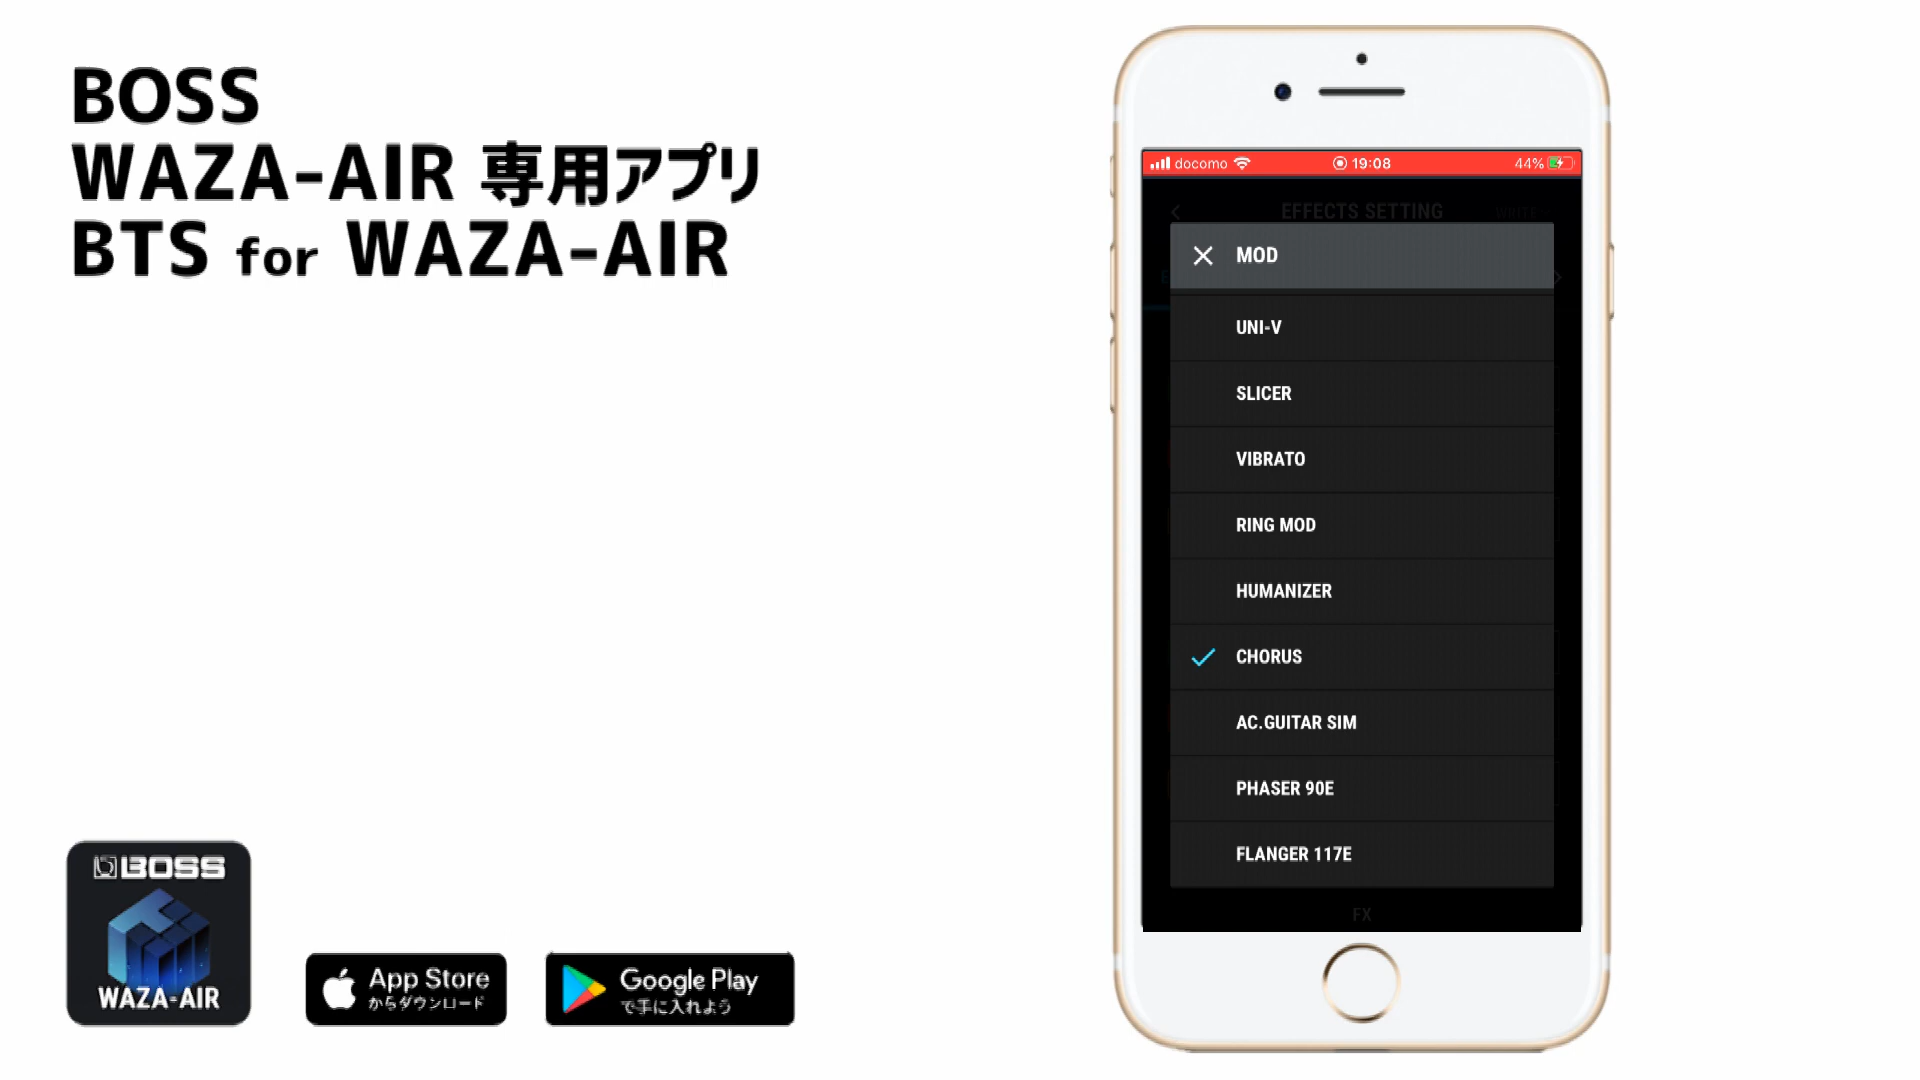 BOSS
WAZA-AIR 専用アプリ
BTS for WAZA-AIR
BOSS
WAZA-AIR
App Store
からダウンロード
Google Play
で手に入れよう
docomo 19:08 44%
EFFECTS SETTING WRITE
MOD
UNI-V
SLICER
VIBRATO
RING MOD
HUMANIZER
CHORUS
AC.GUITAR SIM
PHASER 90E
FLANGER 117E
FX